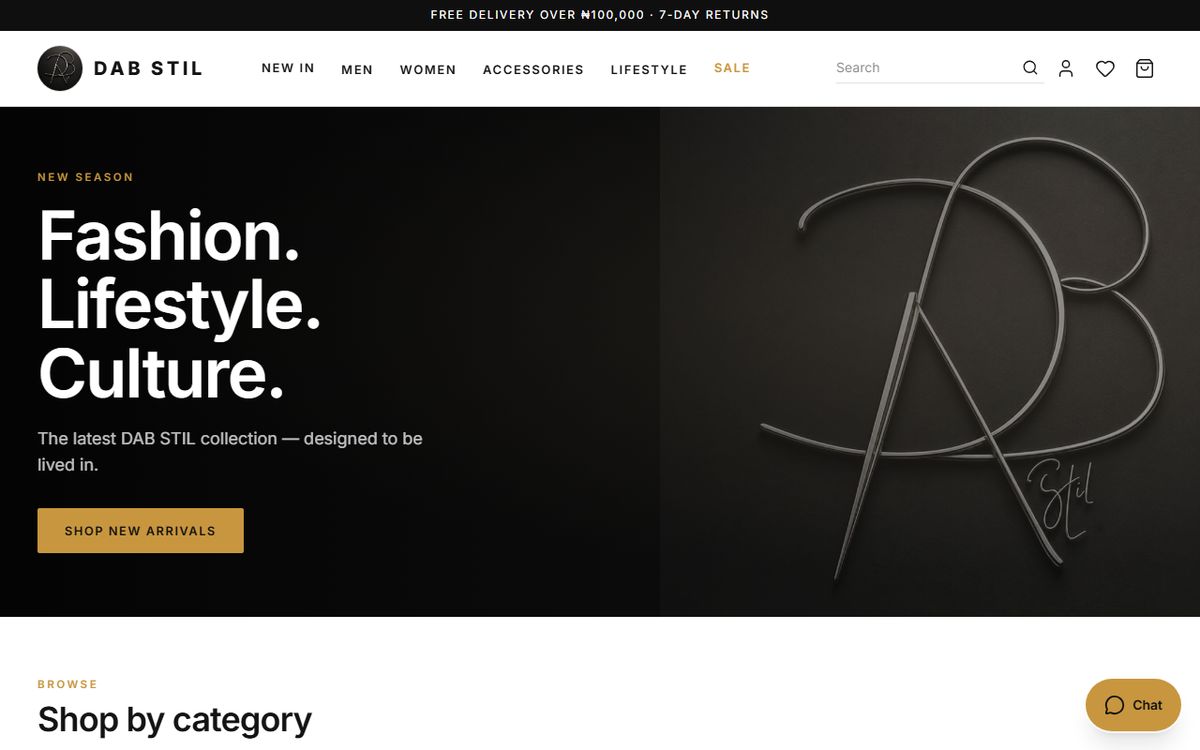 FREE DELIVERY OVER ₦100,000 · 7-DAY RETURNS
DAB STIL
NEW IN
MEN
WOMEN
ACCESSORIES
LIFESTYLE
SALE
Search
NEW SEASON
Fashion.
Lifestyle.
Culture.
The latest DAB STIL collection — designed to be
lived in.
SHOP NEW ARRIVALS
DAB
Stil
BROWSE
Shop by category
Chat